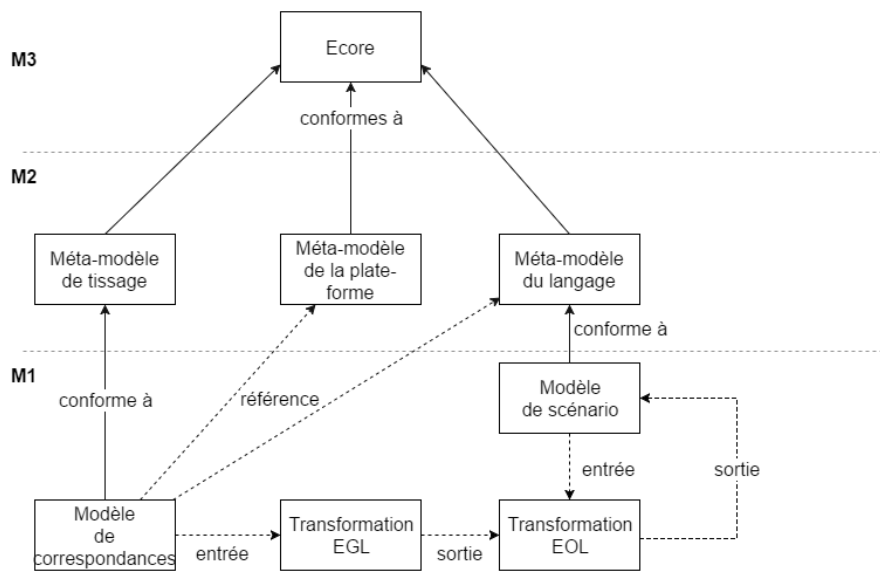 Ecore
M3
conformes à
M2
Méta-modèle
de tissage
Méta-modèle
de la plate-
forme
Méta-modèle
du langage
conforme à
M1
conforme à
référence
Modèle
de scénario
entrée
sortie
Modèle
de
correspondances
entrée
Transformation
EGL
sortie
Transformation
EOL